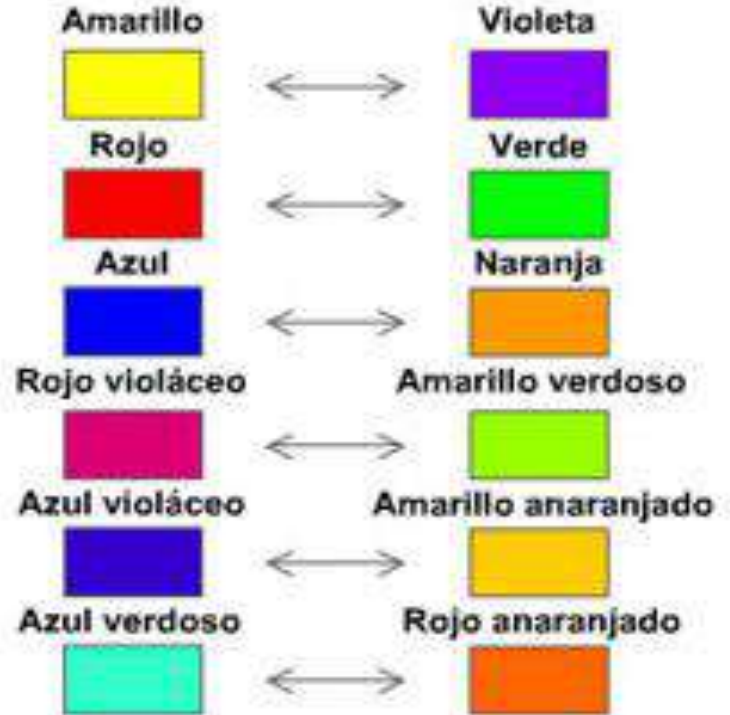 Amarillo Violeta
Rojo Verde
Azul Naranja
Rojo violáceo Amarillo verdoso
Azul violáceo Amarillo anaranjado
Azul verdoso Rojo anaranjado